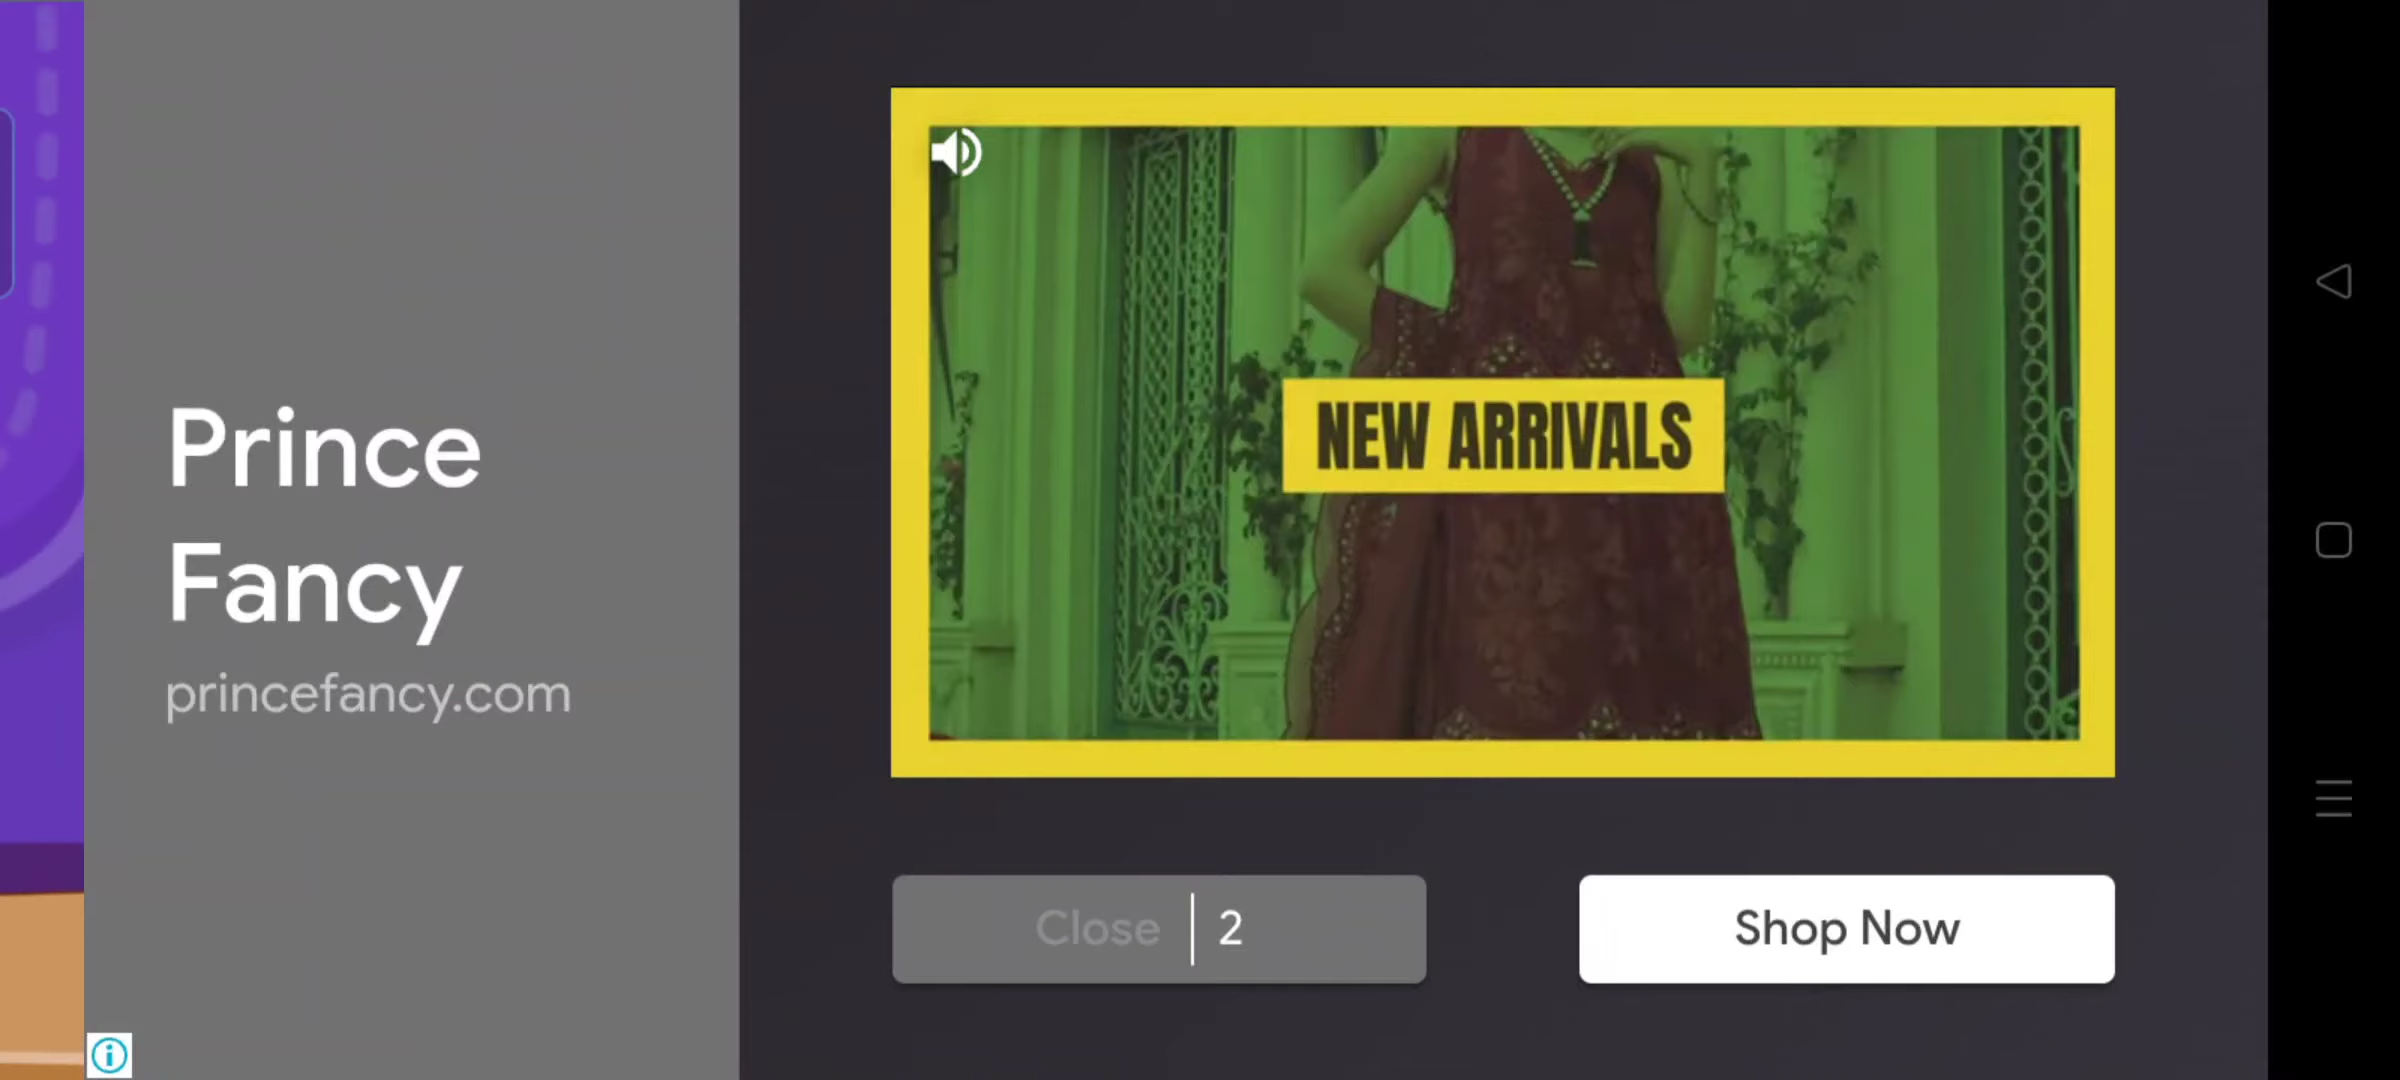 Prince
Fancy
princefancy.com
NEW ARRIVALS
Close | 2
Shop Now